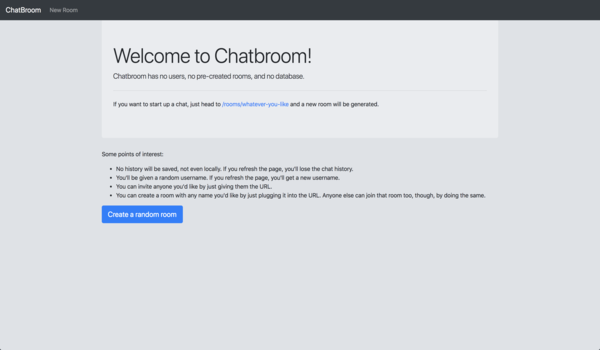 ChatBroom New Room
Welcome to Chatbroom!
Chatbroom has no users, no pre-created rooms, and no database.
If you want to start up a chat, just head to /rooms/whatever-you-like and a new room will be generated.
Some points of interest:
No history will be saved, not even locally. If you refresh the page, you'll lose the chat history.
You'll be given a random username. If you refresh the page, you'll get a new username.
You can invite anyone you'd like by just giving them the URL.
You can create a room with any name you'd like by just plugging it into the URL. Anyone else can join that room too, though, by doing the same.
Create a random room